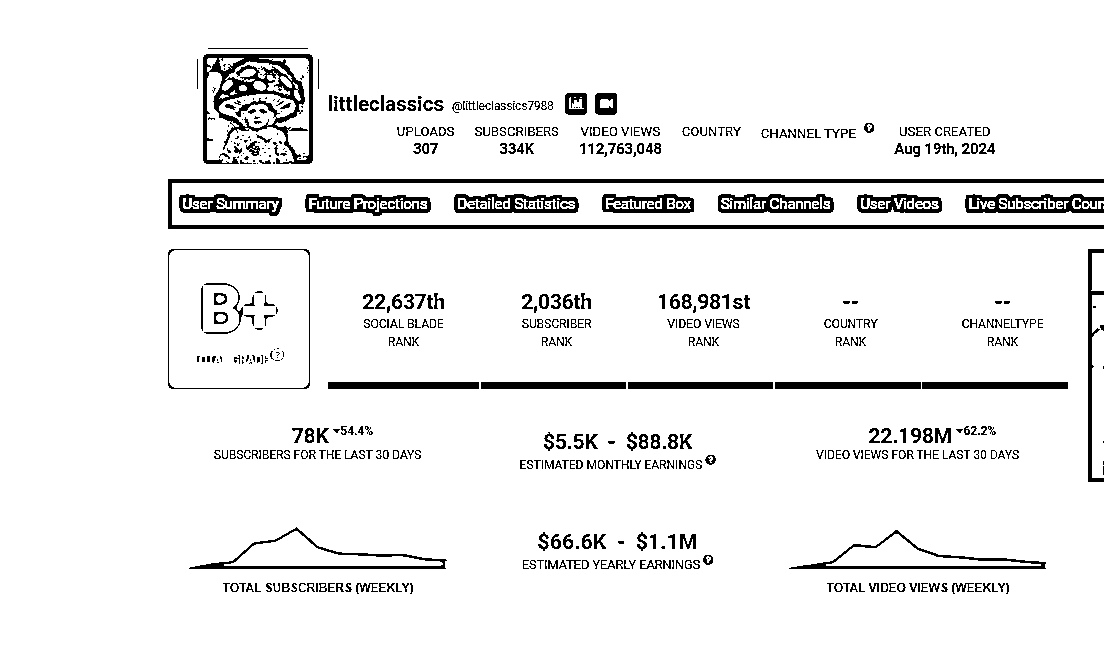 littleclassics @littleclassics7988
UPLOADS SUBSCRIBERS VIDEO VIEWS COUNTRY CHANNEL TYPE ? USER CREATED
307 334K 112,763,048 Aug 19th, 2024
User Summary Future Projections Detailed Statistics Featured Box Similar Channels User Videos Live Subscriber
B+
22,637th 2,036th 168,981st -- --
SOCIAL BLADE SUBSCRIBER VIDEO VIEWS COUNTRY CHANNELTYPE
RANK RANK RANK RANK RANK
TOTAL GRADE ?
78K 54.4% $5.5K - $88.8K 22.198M 62.2%
SUBSCRIBERS FOR THE LAST 30 DAYS ESTIMATED MONTHLY EARNINGS ? VIDEO VIEWS FOR THE LAST 30 DAYS
$66.6K - $1.1M
ESTIMATED YEARLY EARNINGS ?
TOTAL SUBSCRIBERS (WEEKLY) TOTAL VIDEO VIEWS (WEEKLY)